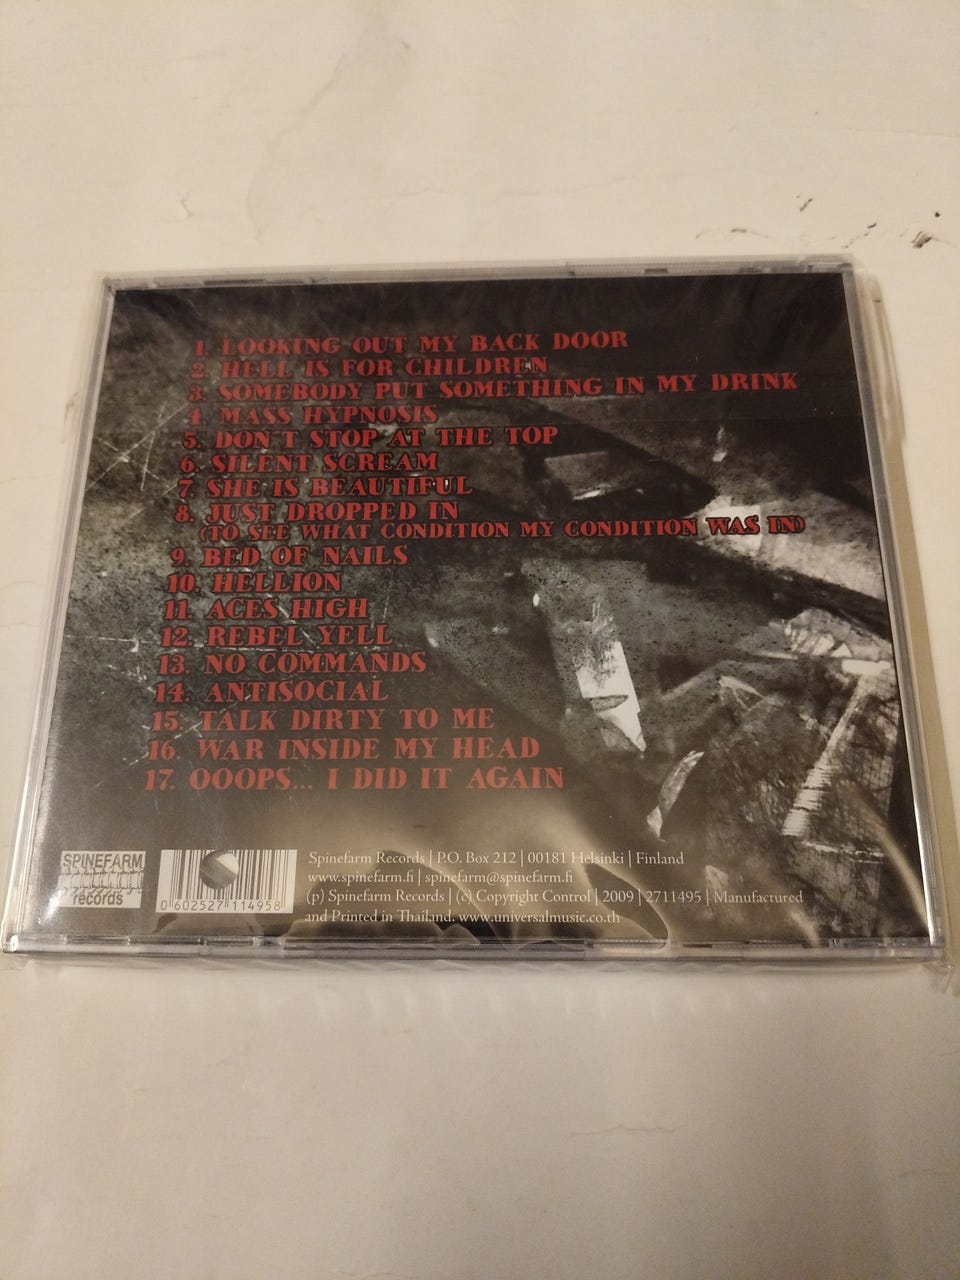 1. LOOKING OUT MY BACK DOOR
2. HELL IS FOR CHILDREN
3. SOMEBODY PUT SOMETHING IN MY DRINK
4. MASS HYPNOSIS
5. DON'T STOP AT THE TOP
6. SILENT SCREAM
7. SHE IS BEAUTIFUL
8. JUST DROPPED IN
(TO SEE WHAT CONDITION MY CONDITION WAS IN)
9. BED OF NAILS
10. HELLION
11. ACES HIGH
12. REBEL YELL
13. NO COMMANDS
14. ANTISOCIAL
15. TALK DIRTY TO ME
16. WAR INSIDE MY HEAD
17. OOOPS... I DID IT AGAIN
SPINEFARM
records
0 602527 114958
Spinefarm Records | P.O. Box 212 | 00181 Helsinki | Finland
www.spinefarm.fi | spinefarm@spinefarm.fi
(p) Spinefarm Records | (c) Copyright Control | 2009 | 2711495 | Manufactured
and Printed in Thailand. www.universalmusic.co.th